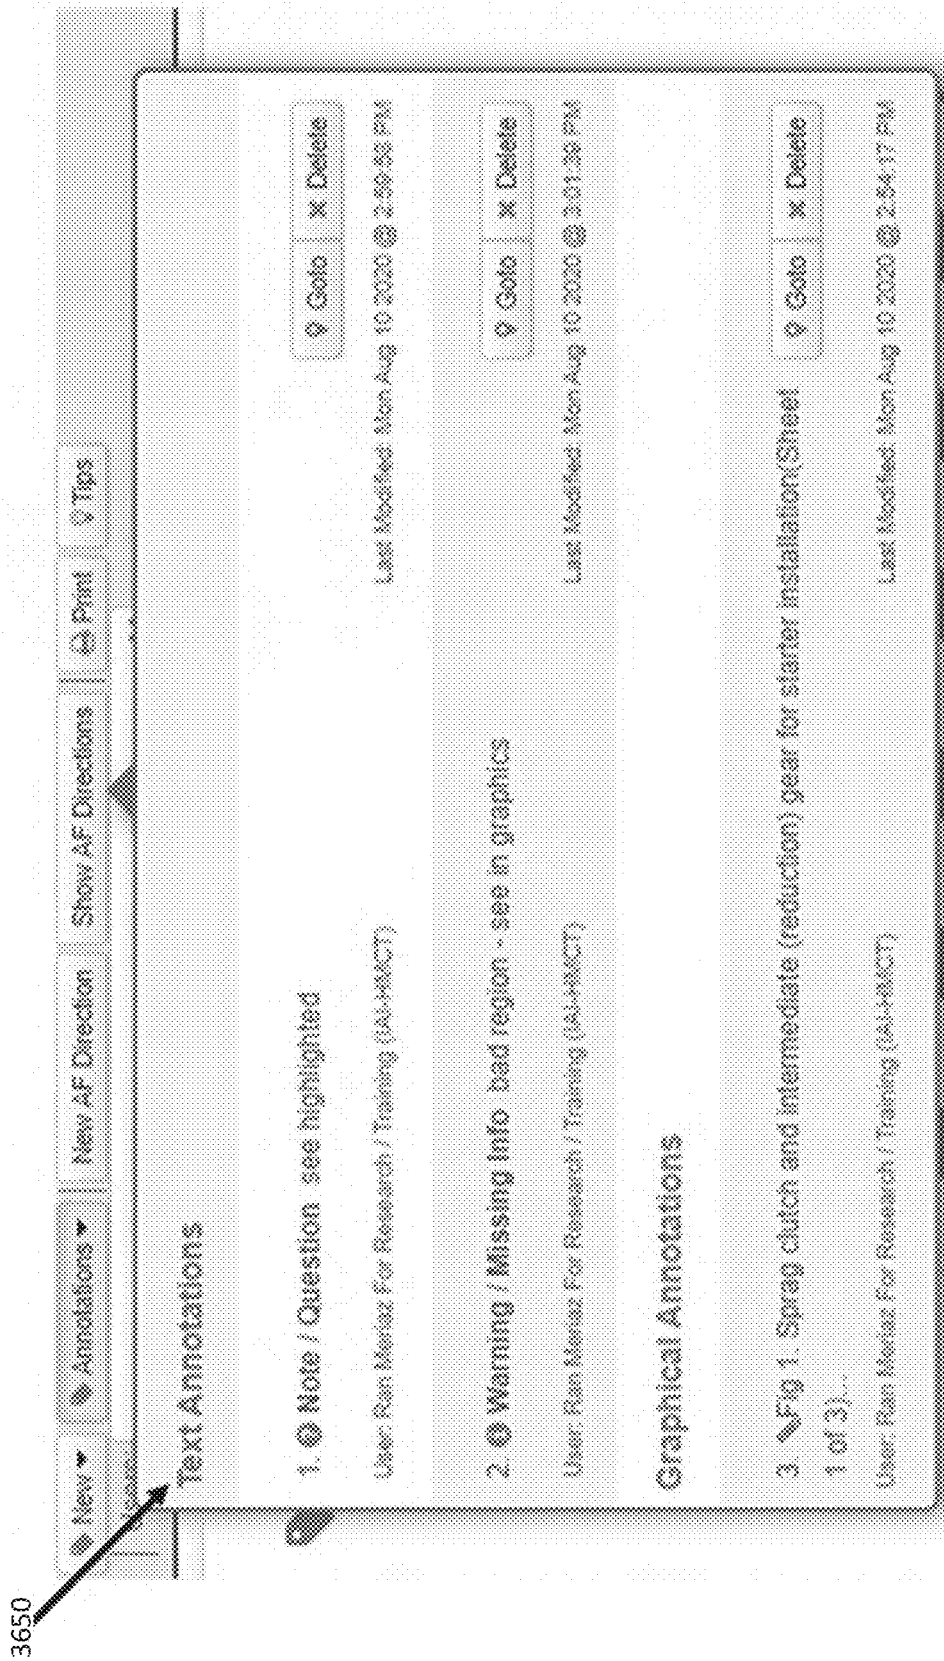 3650
New
Annotations
New AF Direction
Show AF Directions
Print
Tips
Text Annotations
1. Note / Question see highlighted
Goto
Delete
User: Ran Meriaz For Research / Training (IAI-HMCT)
Last Modified: Mon Aug 10 2020 @ 2:59:59 PM
2. Warning / Missing Info bad region - see in graphics
Goto
Delete
User: Ran Meriaz For Research / Training (IAI-HMCT)
Last Modified: Mon Aug 10 2020 @ 3:01:39 PM
Graphical Annotations
3. Fig 1. Sprag clutch and intermediate (reduction) gear for starter installation(Sheet
1 of 3)...
Goto
Delete
User: Ran Meriaz For Research / Training (IAI-HMCT)
Last Modified: Mon Aug 10 2020 @ 2:54:17 PM